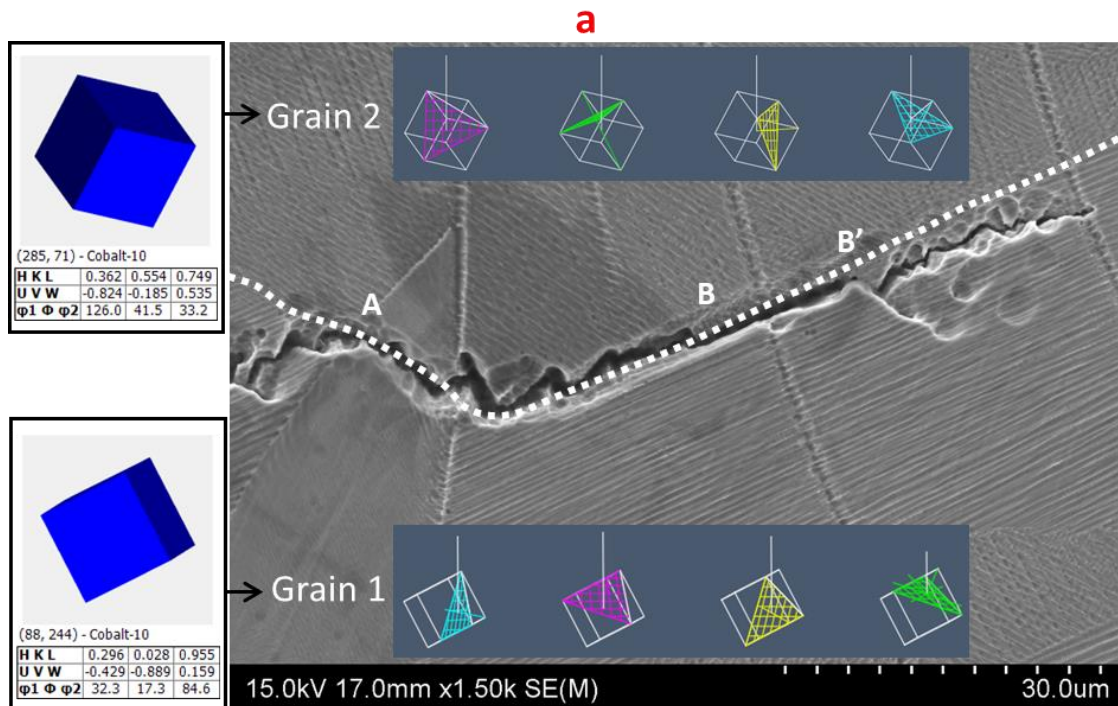 a
Grain 2
(285, 71) - Cobalt-10
H K L 0.362 0.554 0.749
U V W -0.824 -0.185 0.535
φ1 Φ φ2 126.0 41.5 33.2
A
B
B’
Grain 1
(88, 244) - Cobalt-10
H K L 0.296 0.028 0.955
U V W -0.429 -0.889 0.159
φ1 Φ φ2 32.3 17.3 84.6
15.0kV 17.0mm x1.50k SE(M) 30.0um